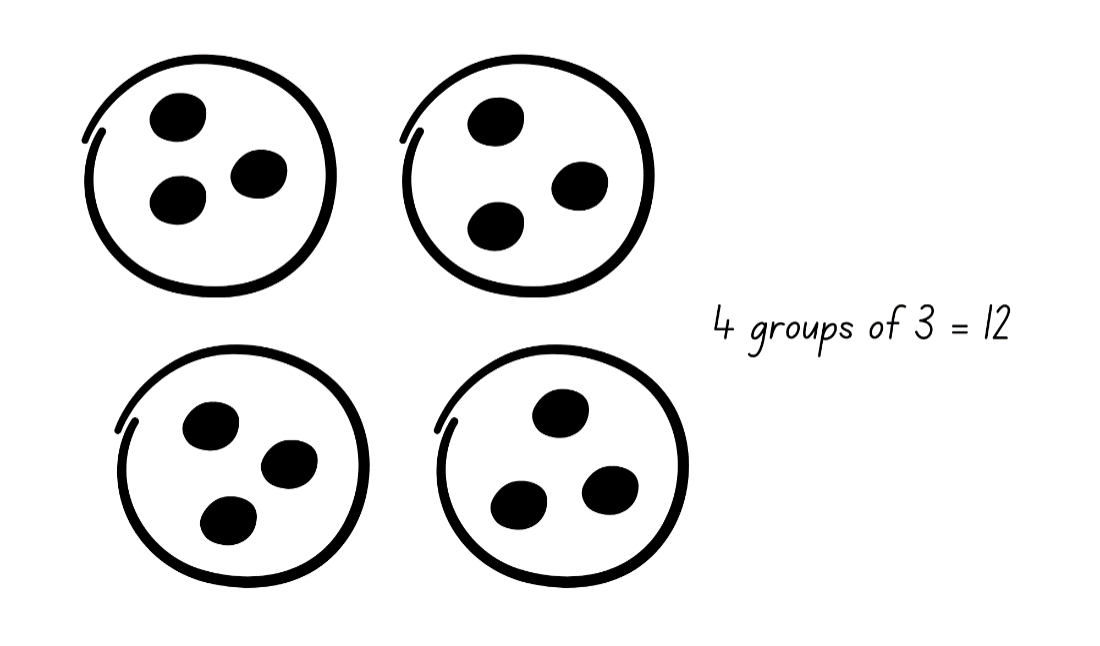 4 groups of 3 = 12